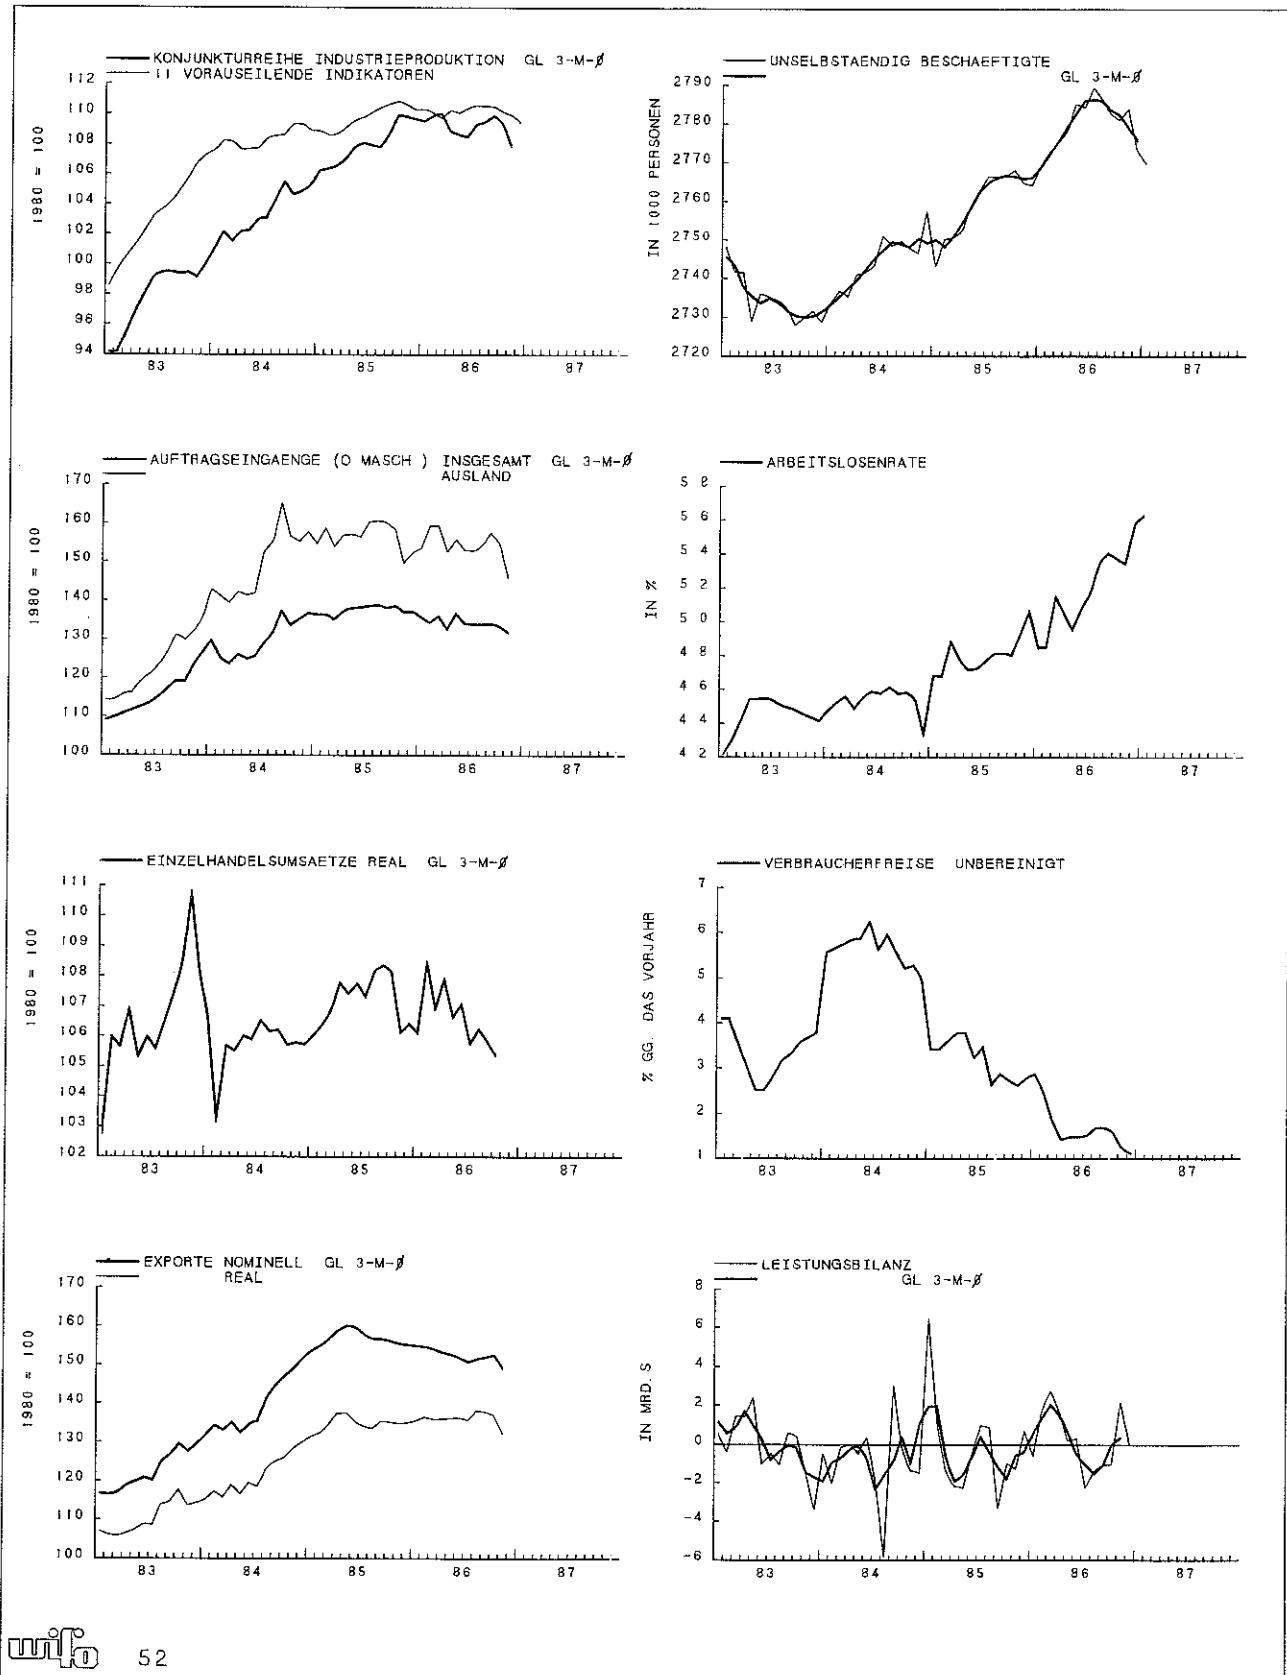 KONJUNKTURREIHE INDUSTRIEPRODUKTION GL 3-M-Ø
11 VORAUSEILENDE INDIKATOREN
1980 = 100
112
110
108
106
104
102
100
98
96
94
83 84 85 86 87
UNSELBSTAENDIG BESCHAEFTIGTE
GL 3-M-Ø
IN 1000 PERSONEN
2790
2780
2770
2760
2750
2740
2730
2720
83 84 85 86 87
AUFTRAGSEINGAENGE (O MASCH ) INSGESAMT GL 3-M-Ø
AUSLAND
1980 = 100
170
160
150
140
130
120
110
100
83 84 85 86 87
ARBEITSLOSENRATE
IN %
5 8
5 6
5 4
5 2
5 0
4 8
4 6
4 4
4 2
83 84 85 86 87
EINZELHANDELSUMSAETZE REAL GL 3-M-Ø
1980 = 100
111
110
109
108
107
106
105
104
103
102
83 84 85 86 87
VERBRAUCHERPREISE UNBEREINIGT
% GG. DAS VORJAHR
7
6
5
4
3
2
1
83 84 85 86 87
EXPORTE NOMINELL GL 3-M-Ø
REAL
1980 = 100
170
160
150
140
130
120
110
100
83 84 85 86 87
LEISTUNGSBILANZ
GL 3-M-Ø
IN MRD. S
8
6
4
2
0
-2
-4
-6
83 84 85 86 87
wifo 52